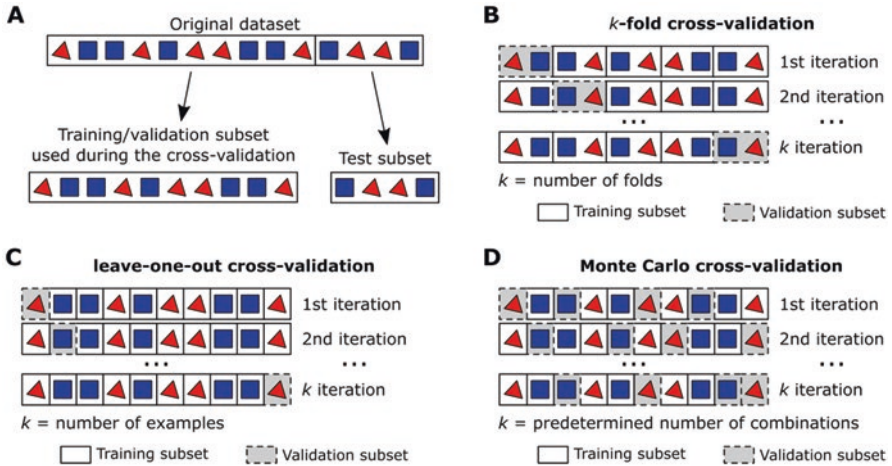 A
Original dataset
Training/validation subset
used during the cross-validation
Test subset
B
k-fold cross-validation
1st iteration
2nd iteration
... ...
k iteration
k = number of folds
Training subset
Validation subset
C
leave-one-out cross-validation
1st iteration
2nd iteration
... ...
k iteration
k = number of examples
Training subset
Validation subset
D
Monte Carlo cross-validation
1st iteration
2nd iteration
... ...
k iteration
k = predetermined number of combinations
Training subset
Validation subset